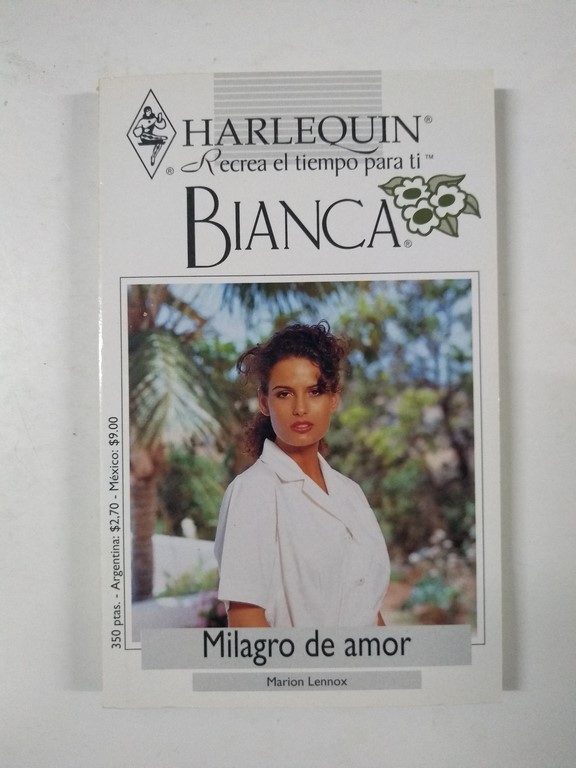 HARLEQUIN®
®
Recrea el tiempo para ti™
BIANCA®
350 ptas. - Argentina: $2,70 - México: $9.00
Milagro de amor
Marion Lennox